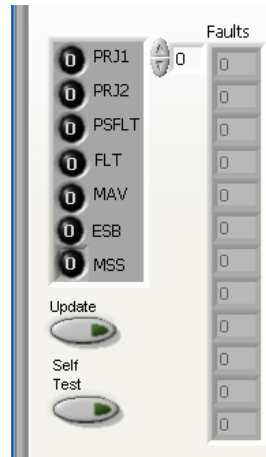 Faults
0 PRJ1 0 0
0 PRJ2 0
0 PSFLT 0
0 FLT 0
0 MAV 0
0 ESB 0
0 MSS 0
Update 0
0
Self 0
Test 0
0